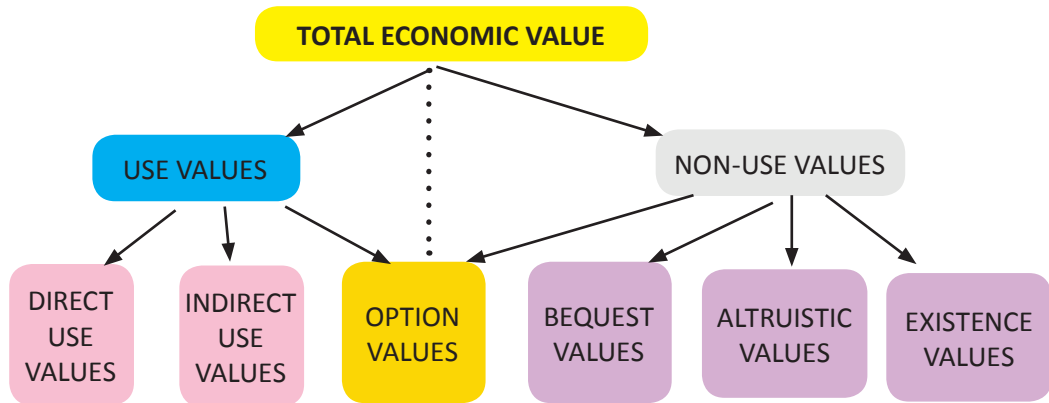 TOTAL ECONOMIC VALUE
USE VALUES
NON-USE VALUES
DIRECT
USE
VALUES
INDIRECT
USE
VALUES
OPTION
VALUES
BEQUEST
VALUES
ALTRUISTIC
VALUES
EXISTENCE
VALUES